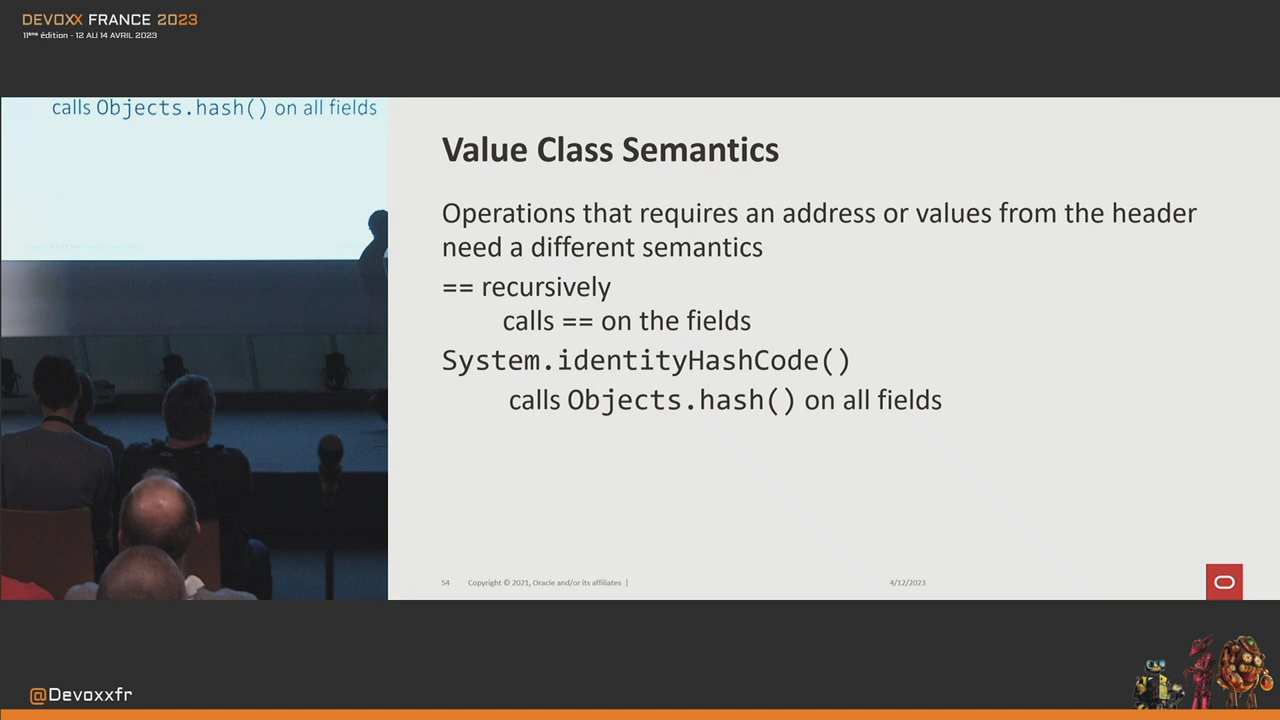 DEVOXX FRANCE 2023
11ème édition - 12 AU 14 AVRIL 2023
calls Objects.hash() on all fields
Value Class Semantics
Operations that requires an address or values from the header
need a different semantics
== recursively
calls == on the fields
System.identityHashCode()
calls Objects.hash() on all fields
54 Copyright © 2021, Oracle and/or its affiliates | 4/12/2023
@Devoxxfr